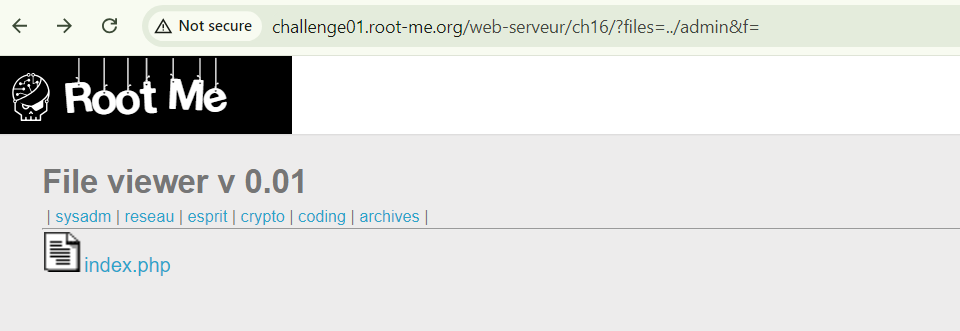 Not secure challenge01.root-me.org/web-serveur/ch16/?files=../admin&f=
Root Me
File viewer v 0.01
| sysadm | reseau | esprit | crypto | coding | archives |
index.php